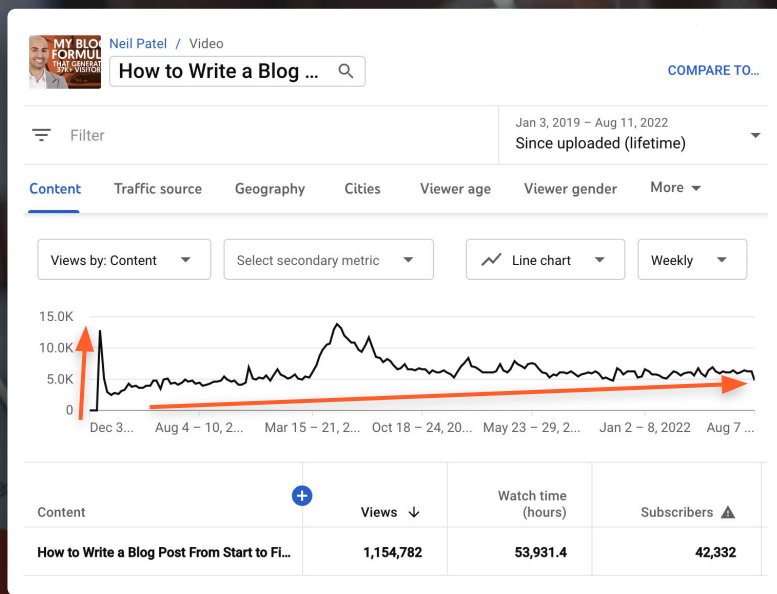 MY BLOG
FORMULA
THAT GENERAT
37K+ VISITOR
Neil Patel / Video
How to Write a Blog ...
COMPARE TO...
Filter
Jan 3, 2019 – Aug 11, 2022
Since uploaded (lifetime)
Content Traffic source Geography Cities Viewer age Viewer gender More
Views by: Content Select secondary metric Line chart Weekly
15.0K
10.0K
5.0K
0
Dec 3... Aug 4 – 10, 2... Mar 15 – 21, 2... Oct 18 – 24, 20... May 23 – 29, 2... Jan 2 – 8, 2022 Aug 7 ...
Content Views Watch time (hours) Subscribers
How to Write a Blog Post From Start to Fi... 1,154,782 53,931.4 42,332